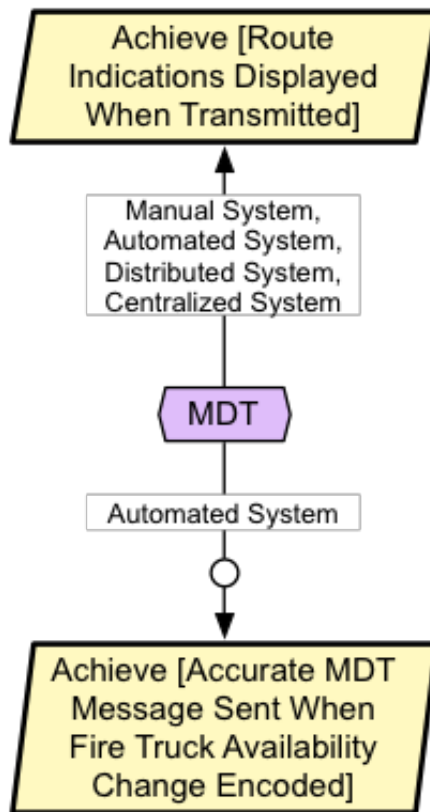 Achieve [Route
Indications Displayed
When Transmitted]
Manual System,
Automated System,
Distributed System,
Centralized System
MDT
Automated System
Achieve [Accurate MDT
Message Sent When
Fire Truck Availability
Change Encoded]